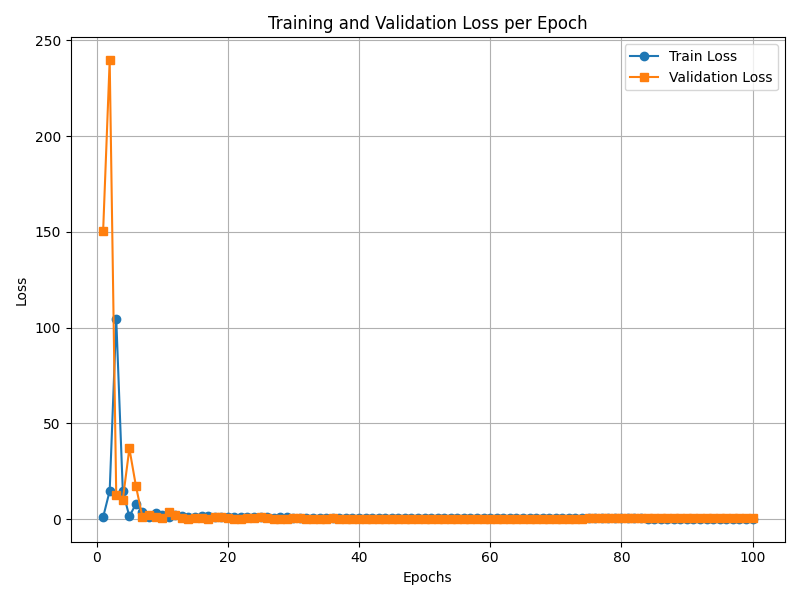 Training and Validation Loss per Epoch
Train Loss
Validation Loss
250
200
150
100
50
0
Loss
0 20 40 60 80 100
Epochs